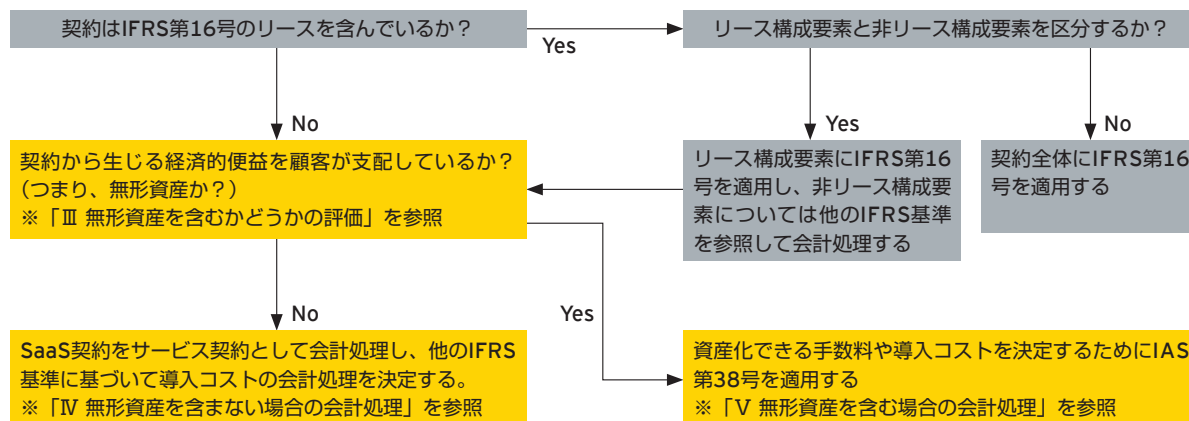 契約はIFRS第16号のリースを含んでいるか？
Yes
リース構成要素と非リース構成要素を区分するか？
No
Yes
No
契約から生じる経済的便益を顧客が支配しているか？
(つまり、無形資産か？)
※「Ⅲ 無形資産を含むかどうかの評価」を参照
リース構成要素にIFRS第16
号を適用し、非リース構成要
素については他のIFRS基準
を参照して会計処理する
契約全体にIFRS第16
号を適用する
No
Yes
SaaS契約をサービス契約として会計処理し、他のIFRS
基準に基づいて導入コストの会計処理を決定する。
※「Ⅳ 無形資産を含まない場合の会計処理」を参照
資産化できる手数料や導入コストを決定するためにIAS
第38号を適用する
※「Ⅴ 無形資産を含む場合の会計処理」を参照